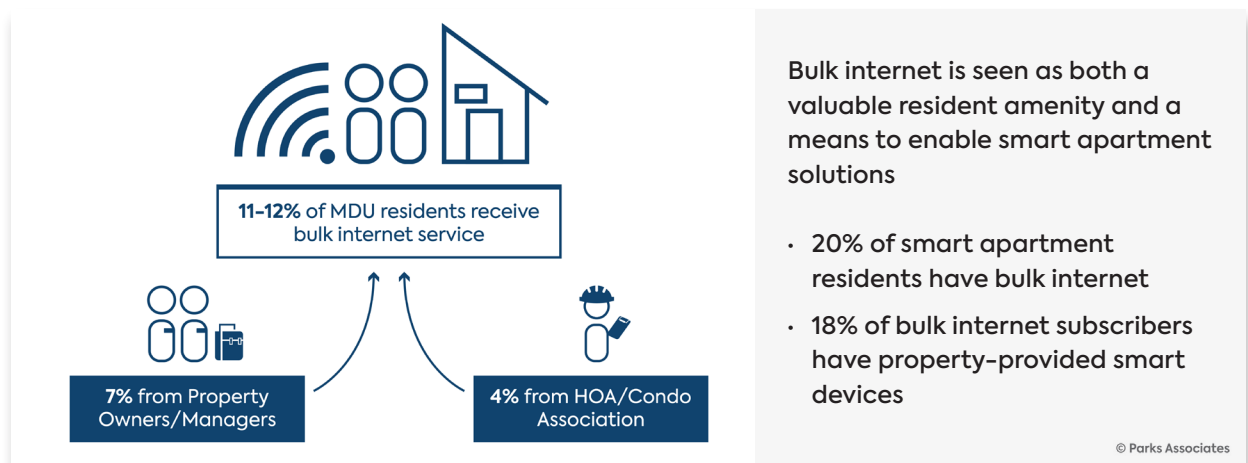 11-12% of MDU residents receive
bulk internet service
7% from Property
Owners/Managers
4% from HOA/Condo
Association
Bulk internet is seen as both a
valuable resident amenity and a
means to enable smart apartment
solutions
• 20% of smart apartment
residents have bulk internet
• 18% of bulk internet subscribers
have property-provided smart
devices
© Parks Associates